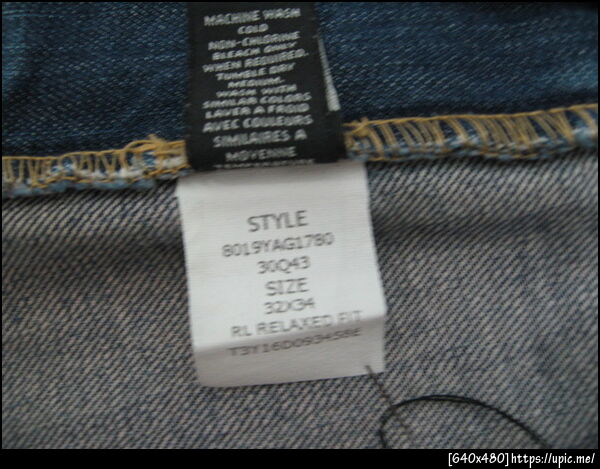 MACHINE WASH
COLD
NON-CHLORINE
BLEACH ONLY
WHEN REQUIRED.
TUMBLE DRY
MEDIUM.
WASH WITH
SIMILAR COLORS
LAVER A FROID
AVEC COULEURS
SIMILAIRES A
MOYENNE
STYLE
8019YAG1780
30Q43
SIZE
32X34
RL RELAXED FIT
[640x480]https://upic.me/